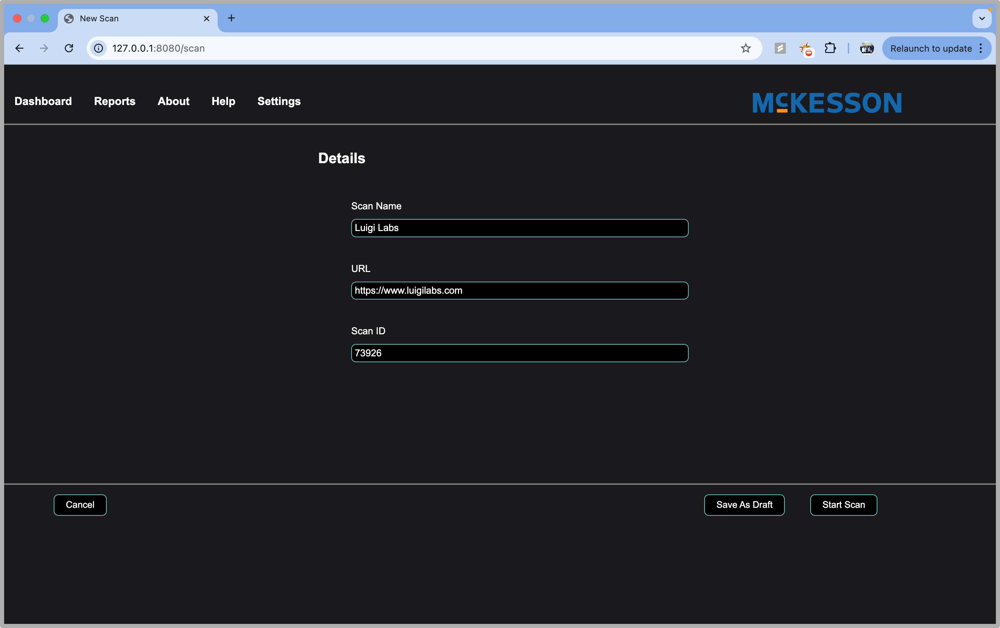 New Scan
127.0.0.1:8080/scan
Relaunch to update
Dashboard Reports About Help Settings
McKESSON
Details
Scan Name
Luigi Labs
URL
https://www.luigilabs.com
Scan ID
73926
Cancel Save As Draft Start Scan